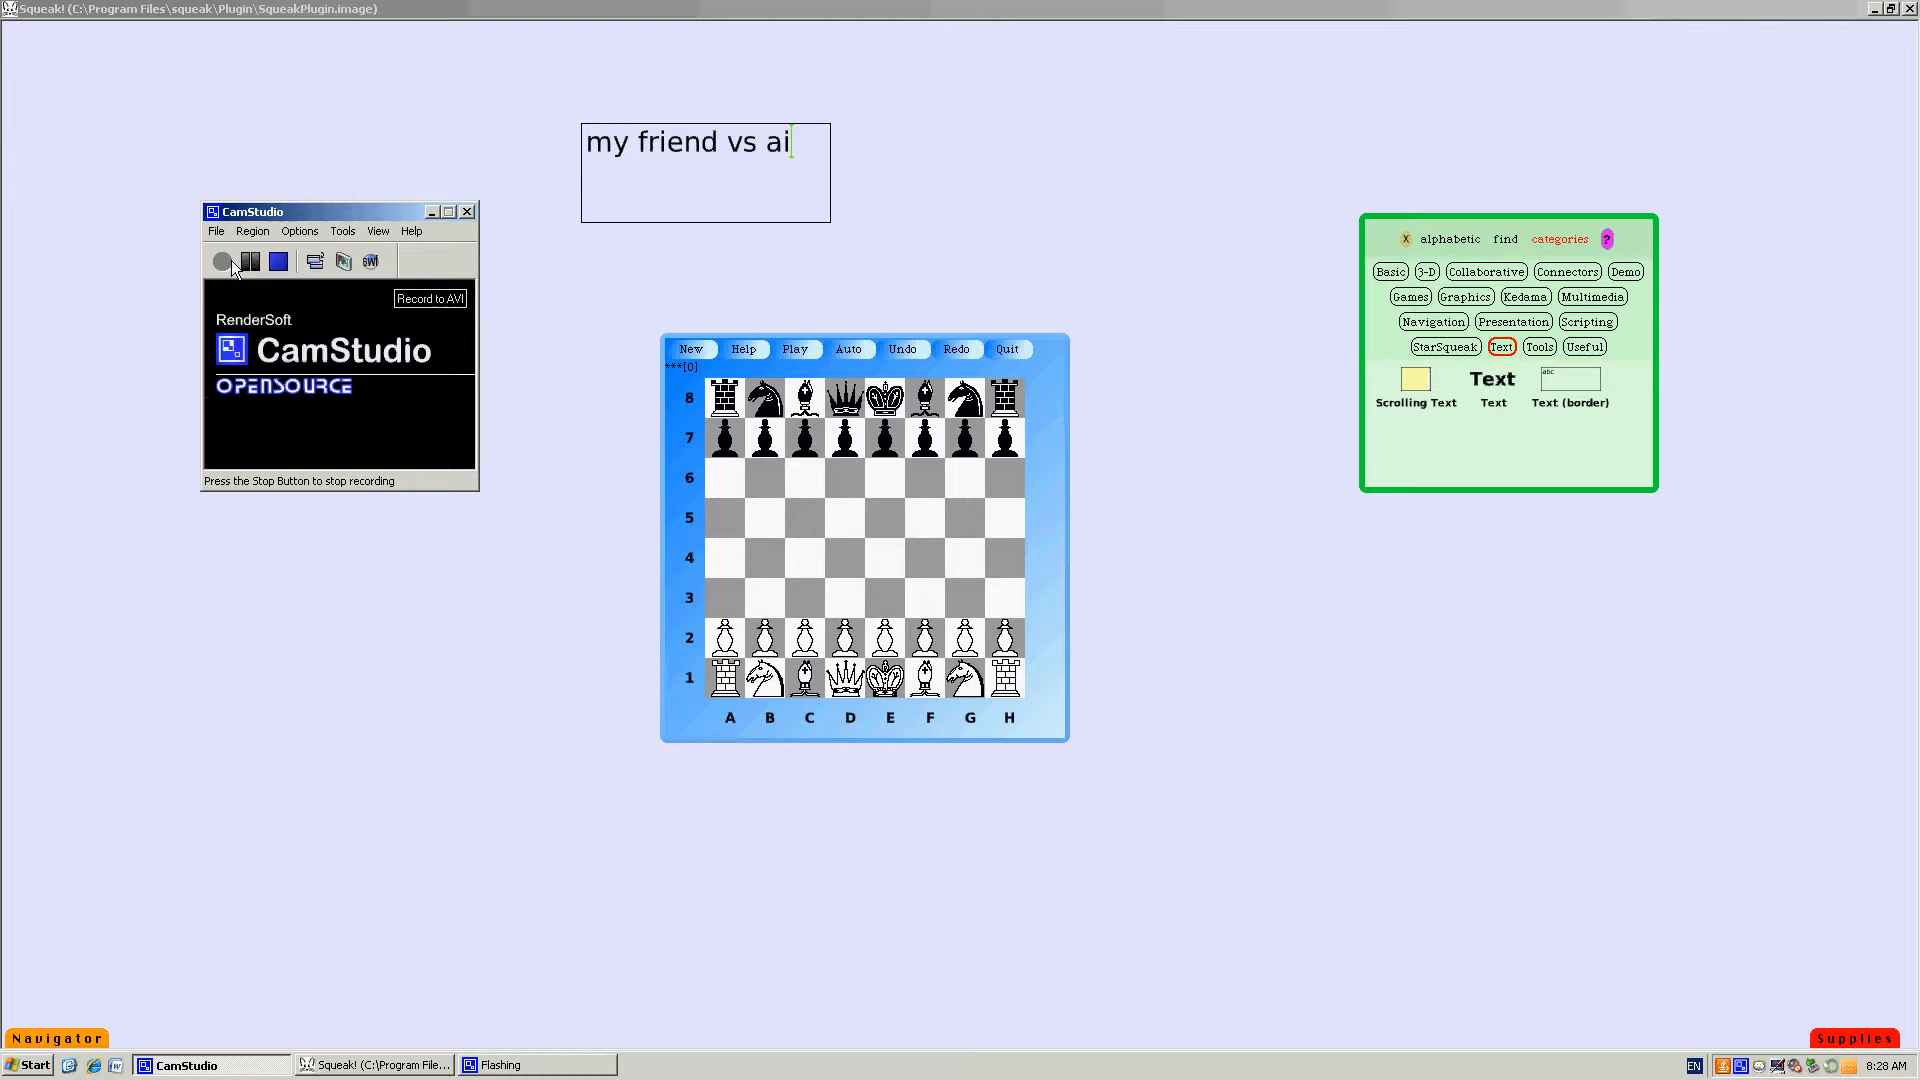 Squeak! (C:\Program Files\squeak\Plugin\SqueakPlugin.image)
my friend vs ai
CamStudio
File Region Options Tools View Help
Record to AVI
RenderSoft
CamStudio
OPENSOURCE
Press the Stop Button to stop recording
X alphabetic find categories ?
Basic 3-D Collaborative Connectors Demo
Games Graphics Kedama Multimedia
Navigation Presentation Scripting
StarSqueak Text Tools Useful
Text abc
Scrolling Text Text Text (border)
New Help Play Auto Undo Redo Quit
***[0]
8
7
6
5
4
3
2
1
A B C D E F G H
Navigator
Supplies
Start CamStudio Squeak! (C:\Program File... Flashing EN 8:28 AM